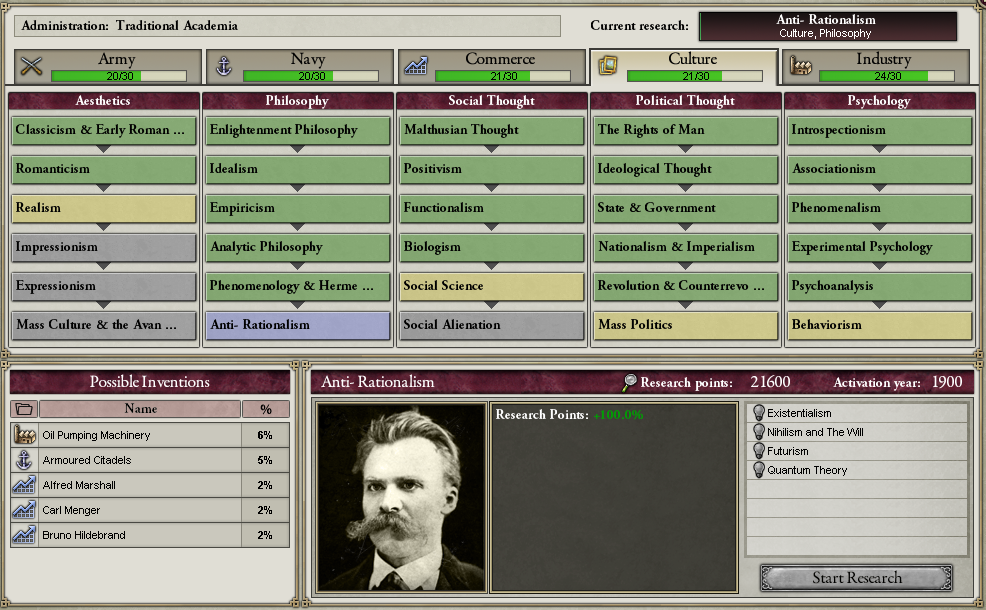 Administration: Traditional Academia
Current research:
Anti- Rationalism
Culture, Philosophy
Army
20/30
Navy
20/30
Commerce
21/30
Culture
21/30
Industry
24/30
Aesthetics
Philosophy
Social Thought
Political Thought
Psychology
Classicism & Early Roman ...
Enlightenment Philosophy
Malthusian Thought
The Rights of Man
Introspectionism
Romanticism
Idealism
Positivism
Ideological Thought
Associationism
Realism
Empiricism
Functionalism
State & Government
Phenomenalism
Impressionism
Analytic Philosophy
Biologism
Nationalism & Imperialism
Experimental Psychology
Expressionism
Phenomenology & Herme ...
Social Science
Revolution & Counterrevo ...
Psychoanalysis
Mass Culture & the Avan ...
Anti- Rationalism
Social Alienation
Mass Politics
Behaviorism
Possible Inventions
Name %
Oil Pumping Machinery 6%
Armoured Citadels 5%
Alfred Marshall 2%
Carl Menger 2%
Bruno Hildebrand 2%
Anti- Rationalism Research points: 21600 Activation year: 1900
Research Points: +100.0%
Existentialism
Nihilism and The Will
Futurism
Quantum Theory
Start Research